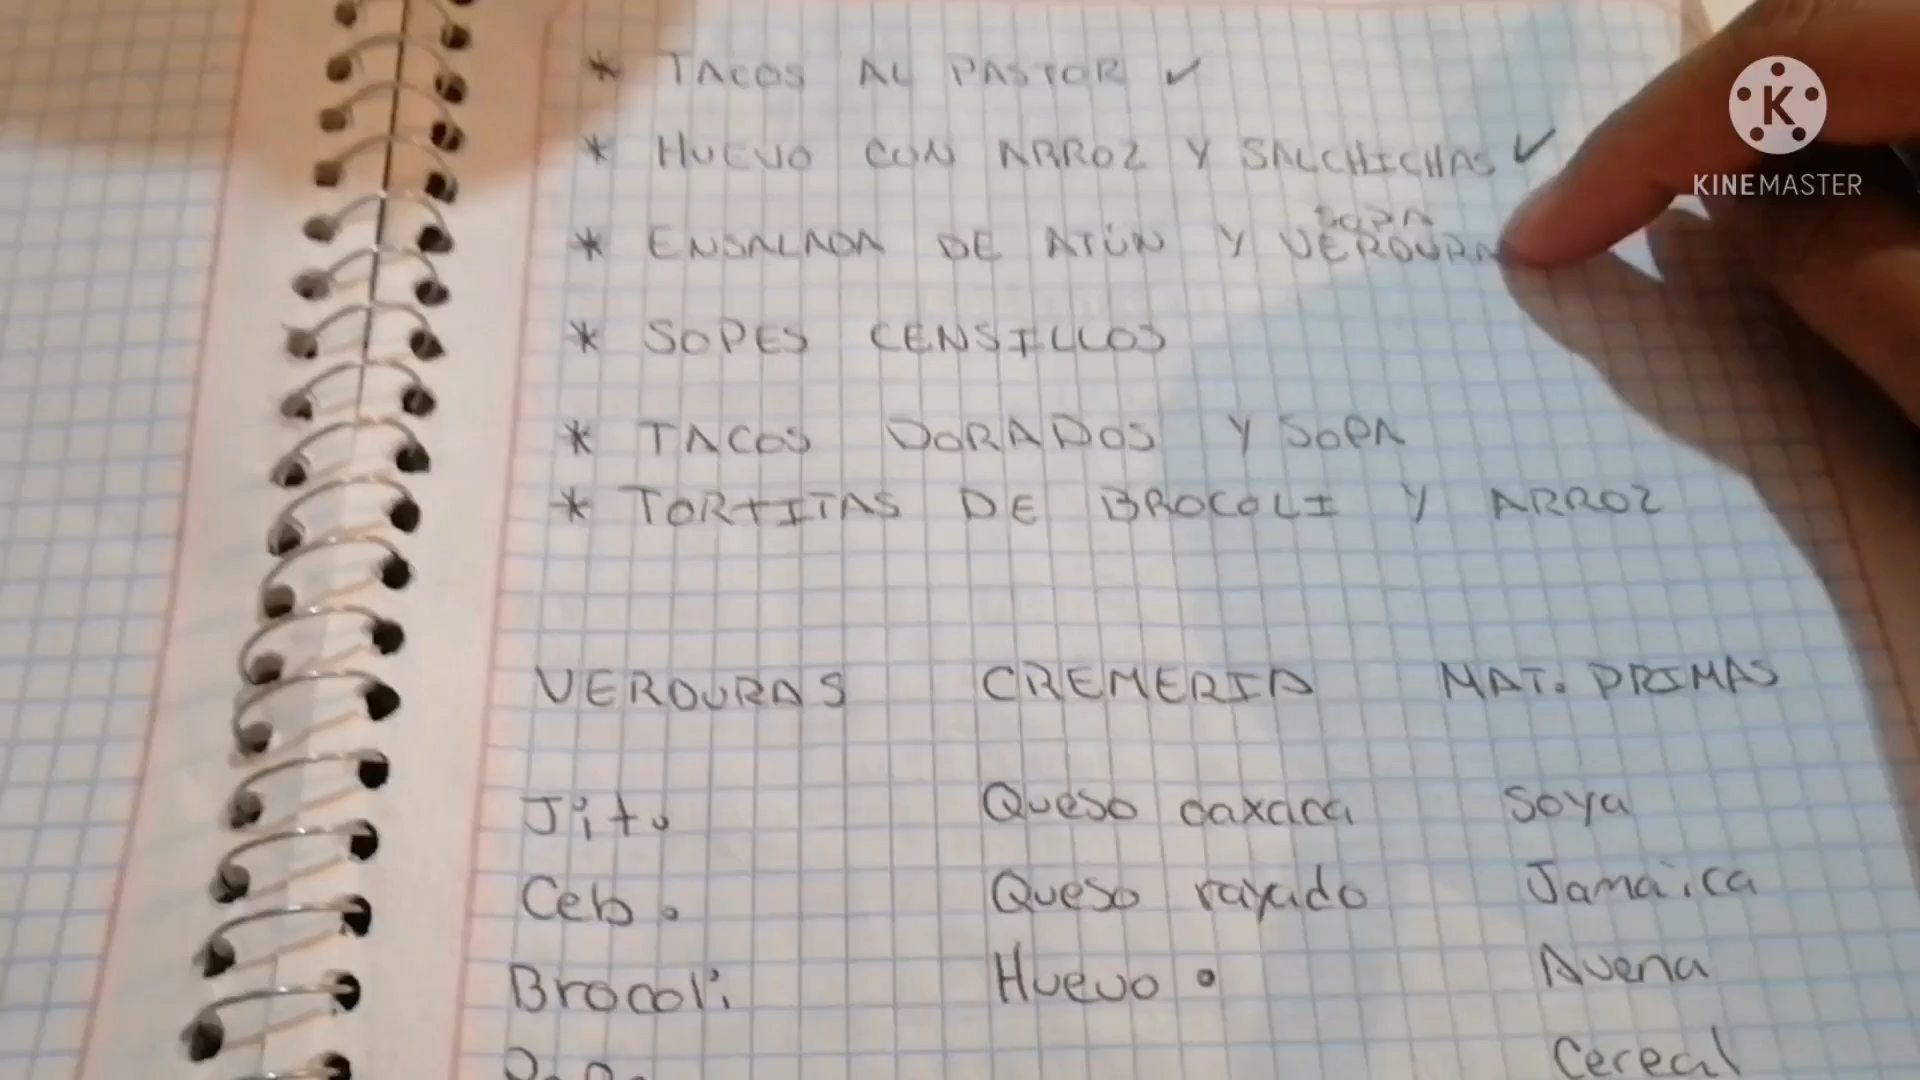 * TACOS AL PASTOR ✓
* HUEVO CON ARROZ Y SALCHICHAS ✓
SOPA
* ENSALADA DE ATÚN Y VERDURA
* SOPES CENSILLOS
* TACOS DORADOS Y SOPA
* TORTITAS DE BROCOLI Y ARROZ
VERDURAS CREMERIA MAT. PRIMAS
Jit. Queso oaxaca Soya
Ceb. Queso rayado Jamaica
Brocoli Huevo Avena
Cereal
KINEMASTER